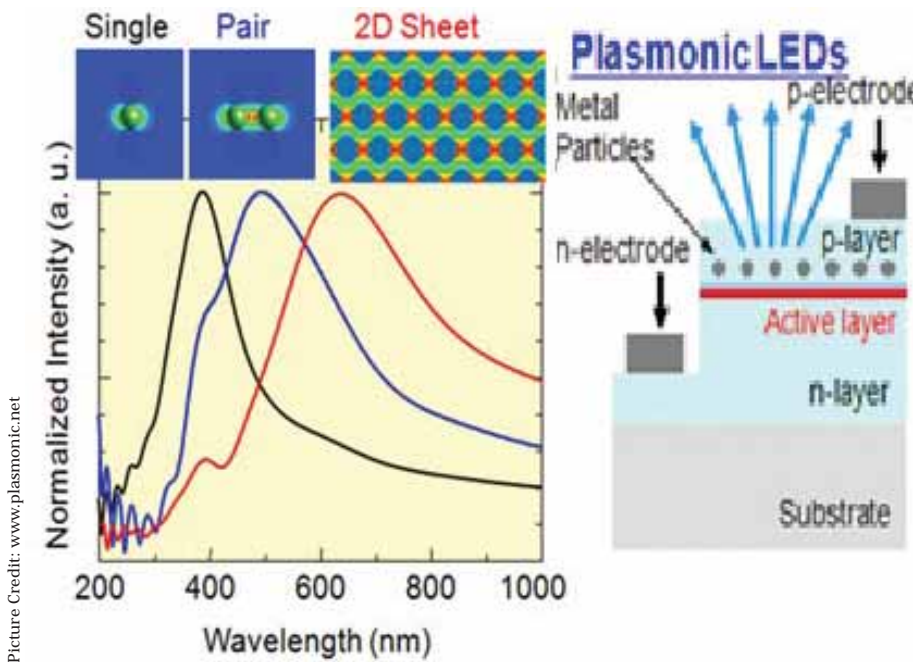 Single
Pair
2D Sheet
Plasmonic LEDs
Metal
Particles
p-electrode
n-electrode
p-layer
Active layer
n-layer
Substrate
Normalized Intensity (a. u.)
200
400
600
800
1000
Wavelength (nm)
Picture Credit: www.plasmonic.net